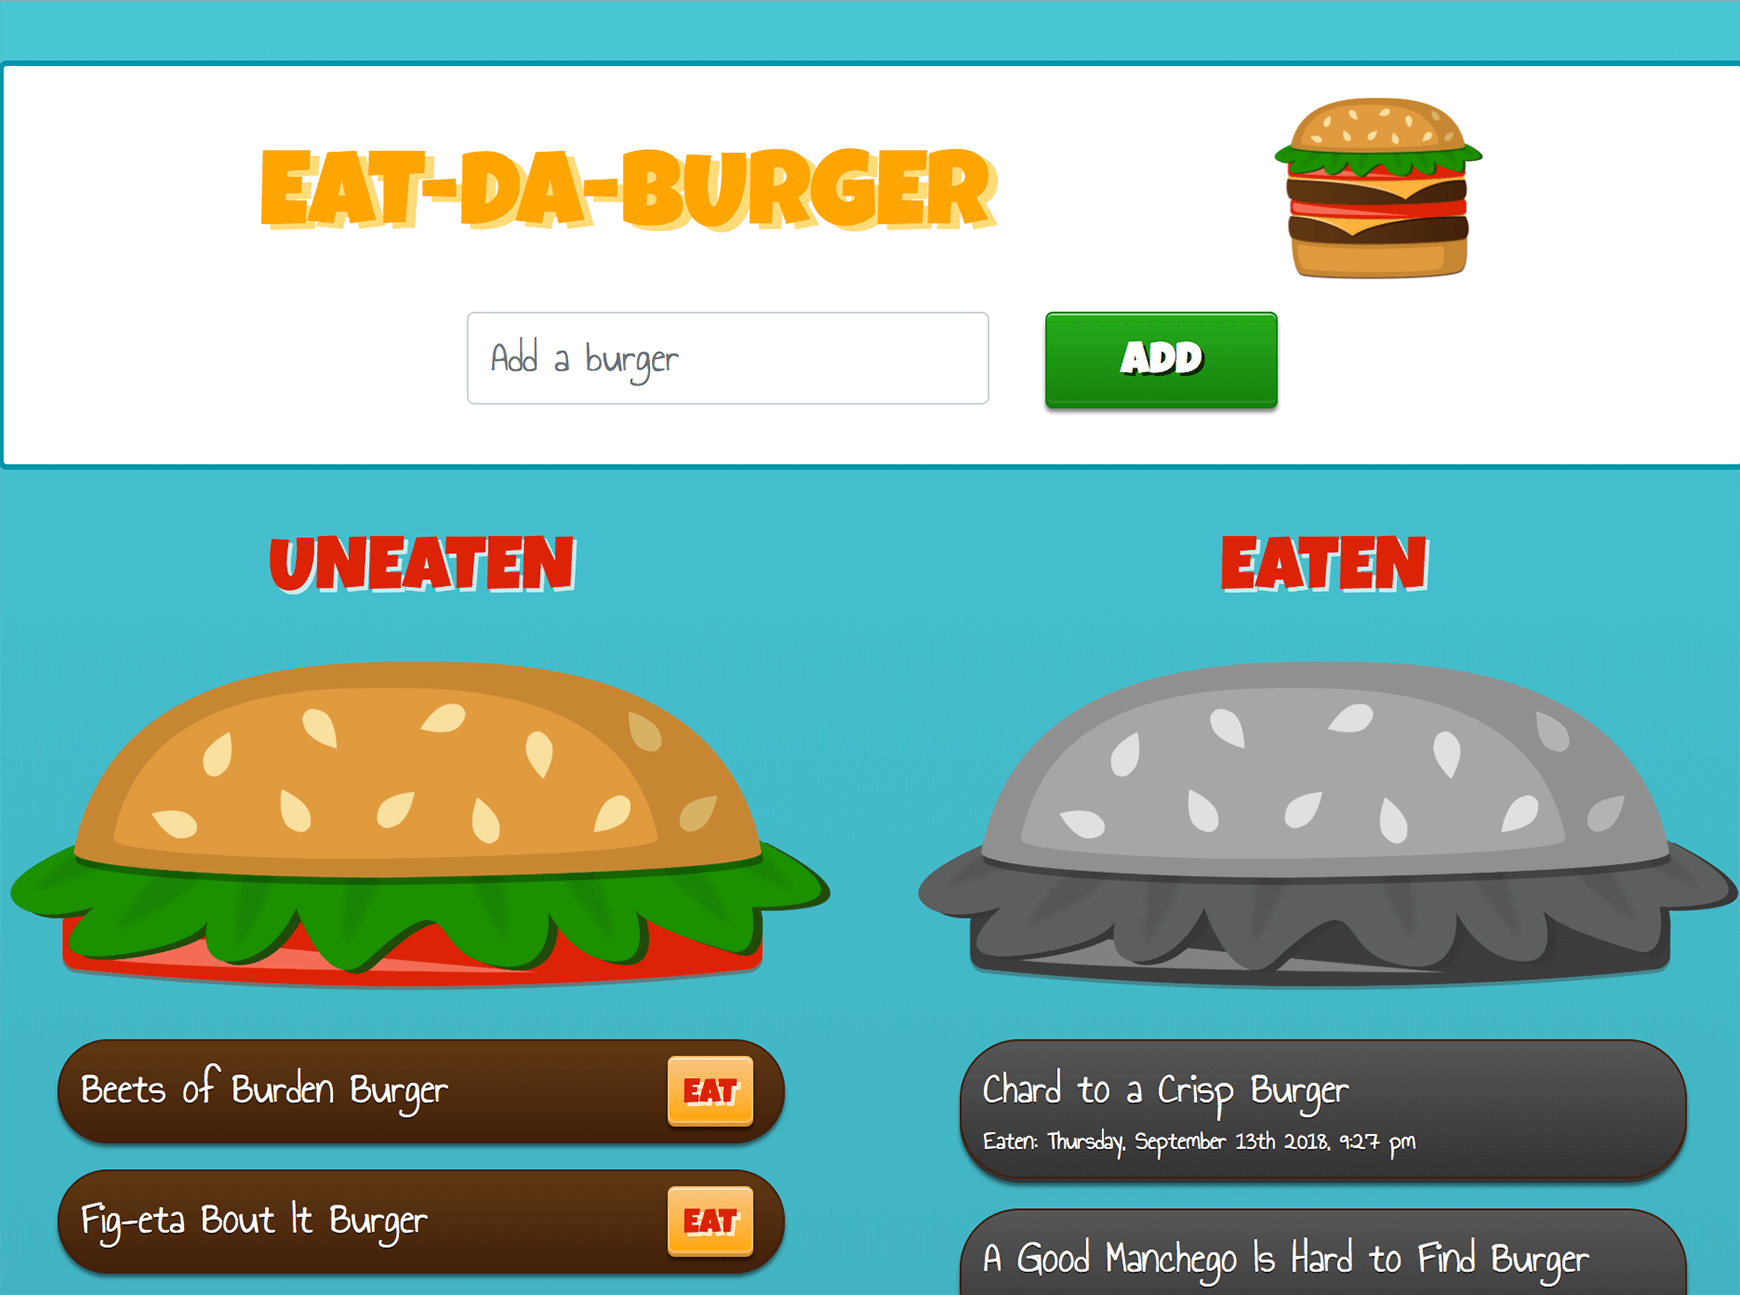 EAT-DA-BURGER
Add a burger
ADD
UNEATEN
Beets of Burden Burger
EAT
Fig-eta Bout It Burger
EAT
EATEN
Chard to a Crisp Burger
Eaten: Thursday, September 13th 2018, 9:27 pm
A Good Manchego Is Hard to Find Burger